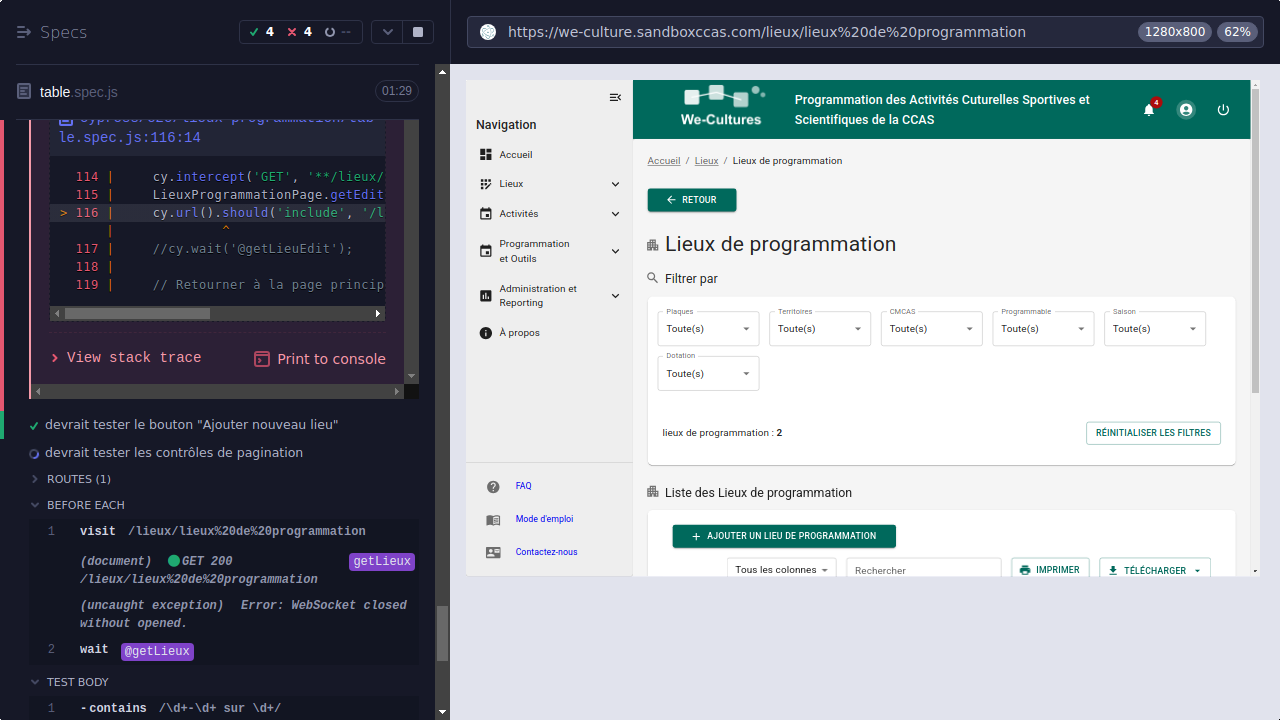 Specs
4
4
--
table.spec.js
01:29
le.spec.js:116:14
114 | cy.intercept('GET', '**/lieux/
115 | LieuxProgrammationPage.getEdit
> 116 | cy.url().should('include', '/l
| ^
117 | //cy.wait('@getLieuEdit');
118 |
119 | // Retourner à la page princip
View stack trace
Print to console
devrait tester le bouton "Ajouter nouveau lieu"
devrait tester les contrôles de pagination
ROUTES (1)
BEFORE EACH
1 visit /lieux/lieux%20de%20programmation
(document) GET 200 getLieux
/lieux/lieux%20de%20programmation
(uncaught exception) Error: WebSocket closed
without opened.
2 wait @getLieux
TEST BODY
1 -contains /\d+-\d+ sur \d+/
https://we-culture.sandboxccas.com/lieux/lieux%20de%20programmation
1280x800
62%
Navigation
Accueil
Lieux
Activités
Programmation
et Outils
Administration et
Reporting
À propos
FAQ
Mode d'emploi
Contactez-nous
We-Cultures
Programmation des Activités Cuturelles Sportives et
Scientifiques de la CCAS
4
Accueil / Lieux / Lieux de programmation
RETOUR
Lieux de programmation
Filtrer par
Plaques
Toute(s)
Territoires
Toute(s)
CMCAS
Toute(s)
Programmable
Toute(s)
Saison
Toute(s)
Dotation
Toute(s)
lieux de programmation : 2
RÉINITIALISER LES FILTRES
Liste des Lieux de programmation
AJOUTER UN LIEU DE PROGRAMMATION
Tous les colonnes
Rechercher
IMPRIMER
TÉLÉCHARGER